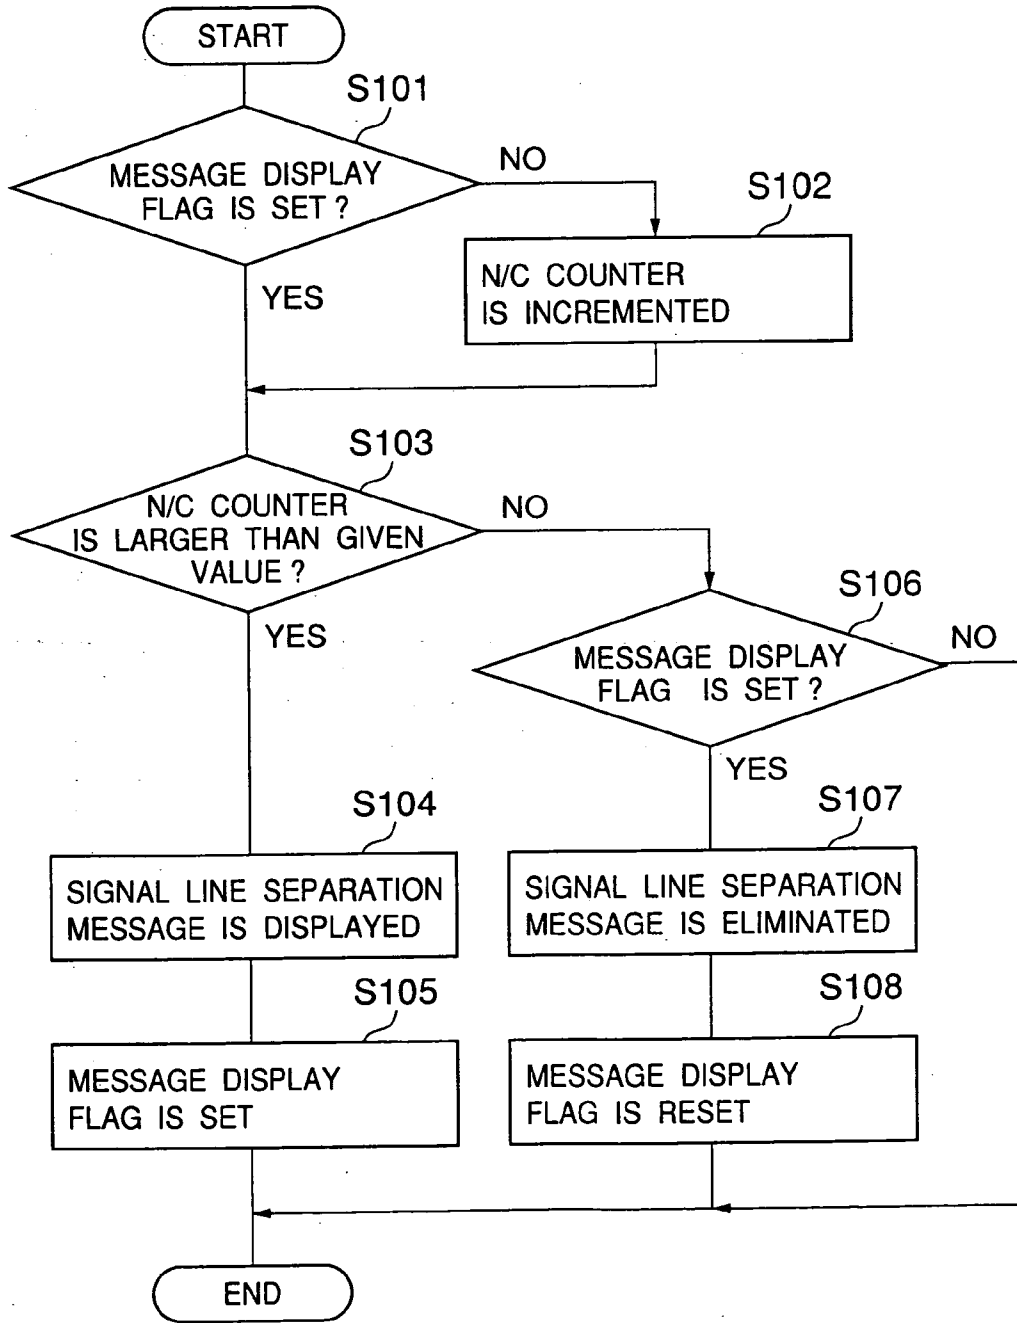 START
S101
MESSAGE DISPLAY
FLAG IS SET ?
NO
S102
N/C COUNTER
IS INCREMENTED
YES
S103
N/C COUNTER
IS LARGER THAN GIVEN
VALUE ?
NO
YES
S106
MESSAGE DISPLAY
FLAG IS SET ?
NO
YES
S104
SIGNAL LINE SEPARATION
MESSAGE IS DISPLAYED
S107
SIGNAL LINE SEPARATION
MESSAGE IS ELIMINATED
S105
MESSAGE DISPLAY
FLAG IS SET
S108
MESSAGE DISPLAY
FLAG IS RESET
END